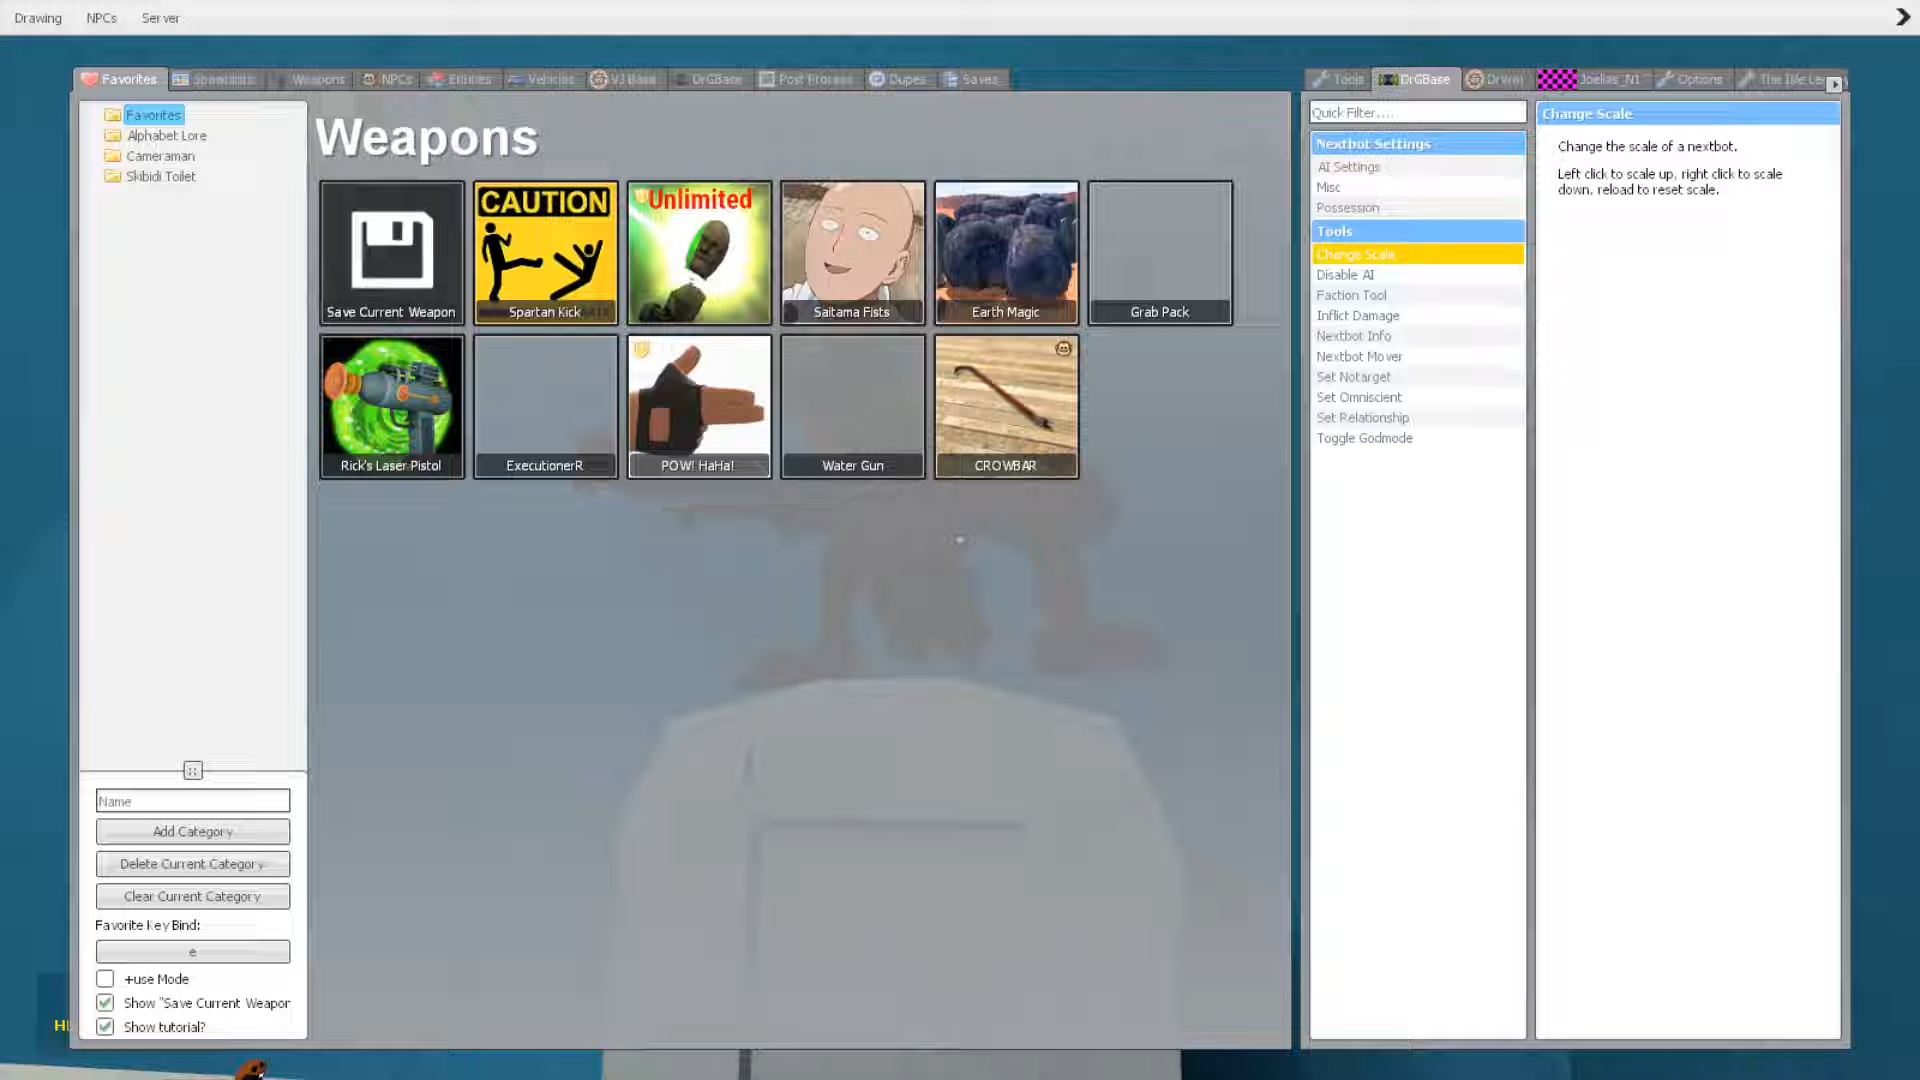 Drawing NPCs Server
Favorites Spawnlists Weapons NPCs Entities Vehicles VJ Base DrGBase Post Process Dupes Saves
Tools DrGBase Joelias_N1 Options
Favorites
Alphabet Lore
Cameraman
Skibidi Toilet
Name
Add Category
Delete Current Category
Clear Current Category
Favorite Key Bind:
e
+use Mode
Show "Save Current Weapon
Show tutorial?
Weapons
Save Current Weapon
CAUTION
Spartan Kick
Unlimited
Saitama Fists
Earth Magic
Grab Pack
Rick's Laser Pistol
ExecutionerR
POW! HaHa!
Water Gun
CROWBAR
Quick Filter.....
Nextbot Settings
AI Settings
Misc
Possession
Tools
Change Scale
Disable AI
Faction Tool
Inflict Damage
Nextbot Info
Nextbot Mover
Set Notarget
Set Omniscient
Set Relationship
Toggle Godmode
Change Scale
Change the scale of a nextbot.
Left click to scale up, right click to scale
down, reload to reset scale.